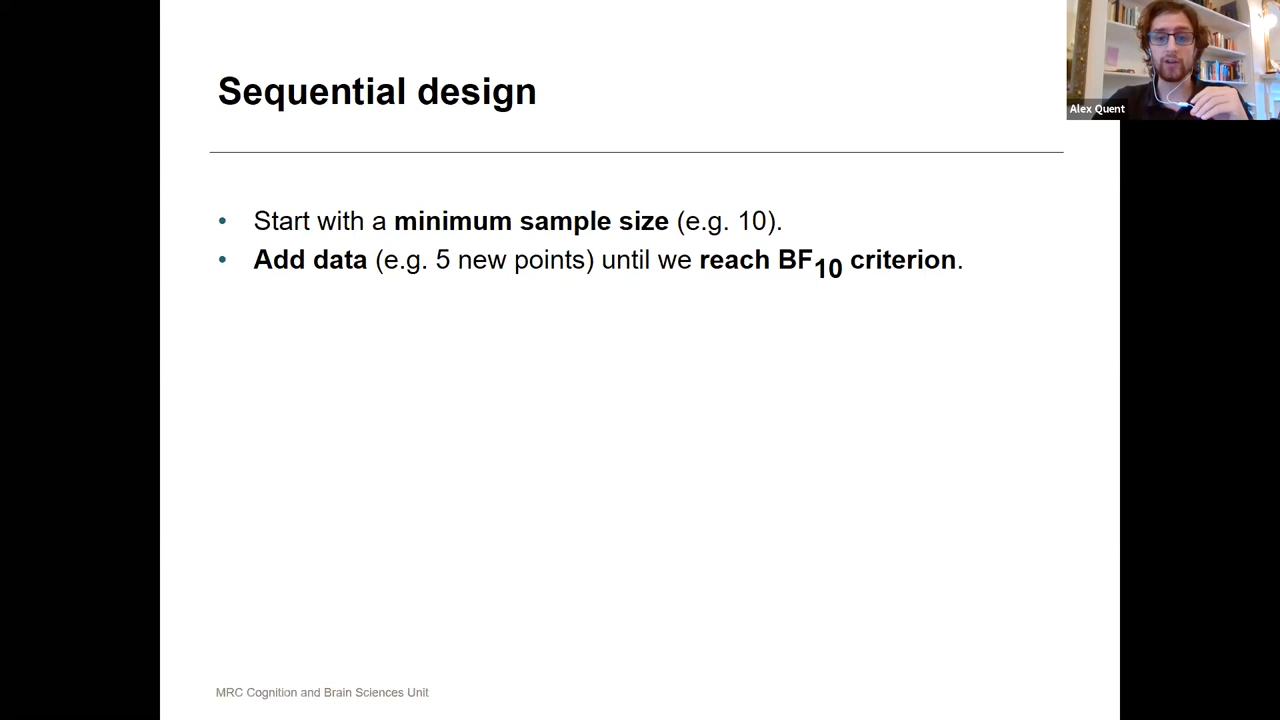 Sequential design
Alex Quent
• Start with a minimum sample size (e.g. 10).
• Add data (e.g. 5 new points) until we reach BF10 criterion.
MRC Cognition and Brain Sciences Unit